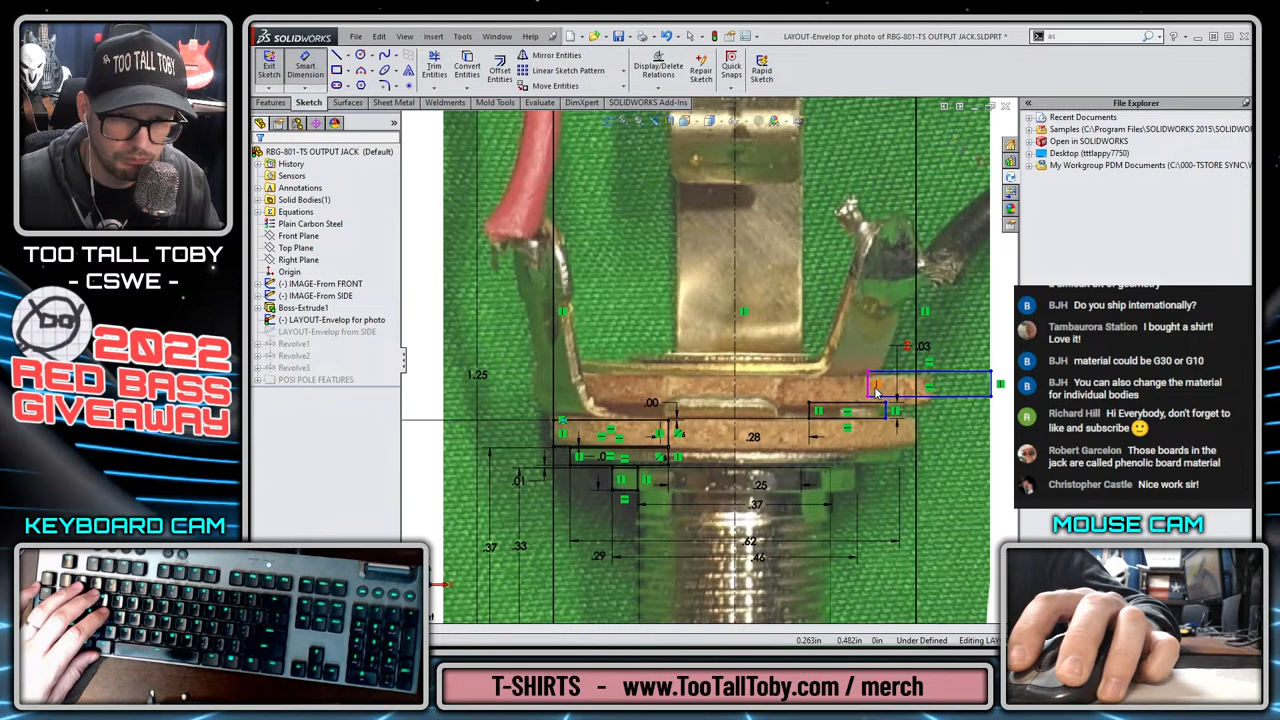 SOLIDWORKS
File Edit View Insert Tools Window Help
LAYOUT-Envelop for photo of RBG-801-TS OUTPUT JACK.SLDPRT *
as
Exit Sketch
Smart Dimension
Trim Entities
Convert Entities
Offset Entities
Mirror Entities
Linear Sketch Pattern
Move Entities
Display/Delete Relations
Repair Sketch
Quick Snaps
Rapid Sketch
Features Sketch Surfaces Sheet Metal Weldments Mold Tools Evaluate DimXpert SOLIDWORKS Add-Ins
RBG-801-TS OUTPUT JACK (Default)
History
Sensors
Annotations
Solid Bodies(1)
Equations
Plain Carbon Steel
Front Plane
Top Plane
Right Plane
Origin
(-) IMAGE-From FRONT
(-) IMAGE-From SIDE
Boss-Extrude1
(-) LAYOUT-Envelop for photo
LAYOUT-Envelop from SIDE
Revolve1
Revolve2
Revolve3
POSI POLE FEATURES
1.25
.03
.00
.28
.25
.37
.62
.46
.29
.01
.37
.33
0.263in 0.482in 0in Under Defined
File Explorer
Recent Documents
Samples (C:\Program Files\SOLIDWORKS 2015\SOLIDWO
Open in SOLIDWORKS
Desktop (tttlappy7750)
My Workgroup PDM Documents (C:\000-TSTORE SYNC\W
BJH Do you ship internationally?
Tambaurora Station I bought a shirt! Love it!
BJH material could be G30 or G10
BJH You can also change the material for individual bodies
Richard Hill Hi Everybody, don't forget to like and subscribe
Robert Garcelon Those boards in the jack are called phenolic board material
Christopher Castle Nice work sir!
TOO TALL TOBY
TOO TALL TOBY
- CSWE -
2022
RED BASS
GIVEAWAY
KEYBOARD CAM
MOUSE CAM
T-SHIRTS - www.TooTallToby.com / merch